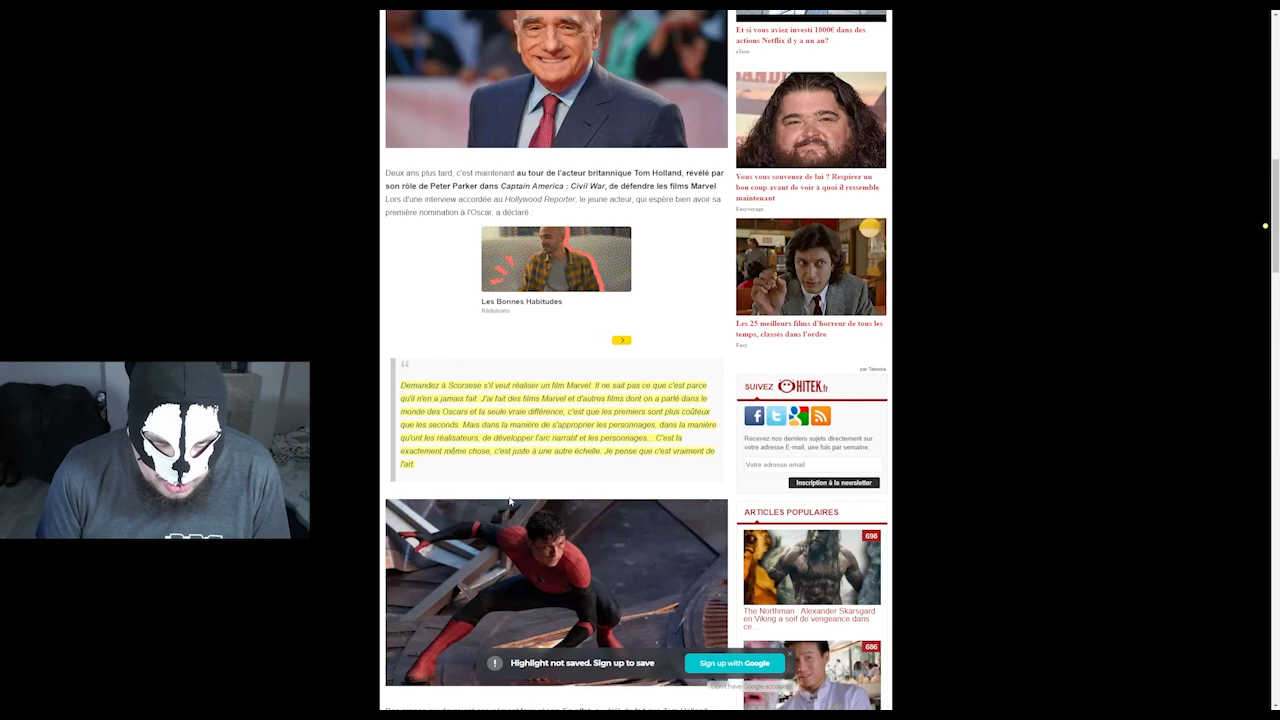 Et si vous aviez investi 1000€ dans des
actions Netflix il y a un an?
eToro
Vous vous souvenez de lui ? Respirez un
bon coup avant de voir à quoi il ressemble
maintenant
Easyvoyage
Les 25 meilleurs films d'horreur de tous les
temps, classés dans l'ordre
Easy
par Taboola
Deux ans plus tard, c'est maintenant au tour de l'acteur britannique Tom Holland, révélé par
son rôle de Peter Parker dans Captain America : Civil War, de défendre les films Marvel.
Lors d'une interview accordée au Hollywood Reporter, le jeune acteur, qui espère bien avoir sa
première nomination à l'Oscar, a déclaré :
Les Bonnes Habitudes
Réduisons
Demandez à Scorsese s'il veut réaliser un film Marvel. Il ne sait pas ce que c'est parce
qu'il n'en a jamais fait. J'ai fait des films Marvel et d'autres films dont on a parlé dans le
monde des Oscars et la seule vraie différence, c'est que les premiers sont plus coûteux
que les seconds. Mais dans la manière de s'approprier les personnages, dans la manière
qu'ont les réalisateurs, de développer l'arc narratif et les personnages... C'est la
exactement même chose, c'est juste à une autre échelle. Je pense que c'est vraiment de
l'art.
SUIVEZ HITEK.fr
Recevez nos derniers sujets directement sur
votre adresse E-mail, une fois par semaine.
Votre adresse email
Inscription à la newsletter
ARTICLES POPULAIRES
698
The Northman : Alexander Skarsgard
en Viking a soif de vengeance dans
ce...
686
! Highlight not saved. Sign up to save
Sign up with Google
Don't have Google account?